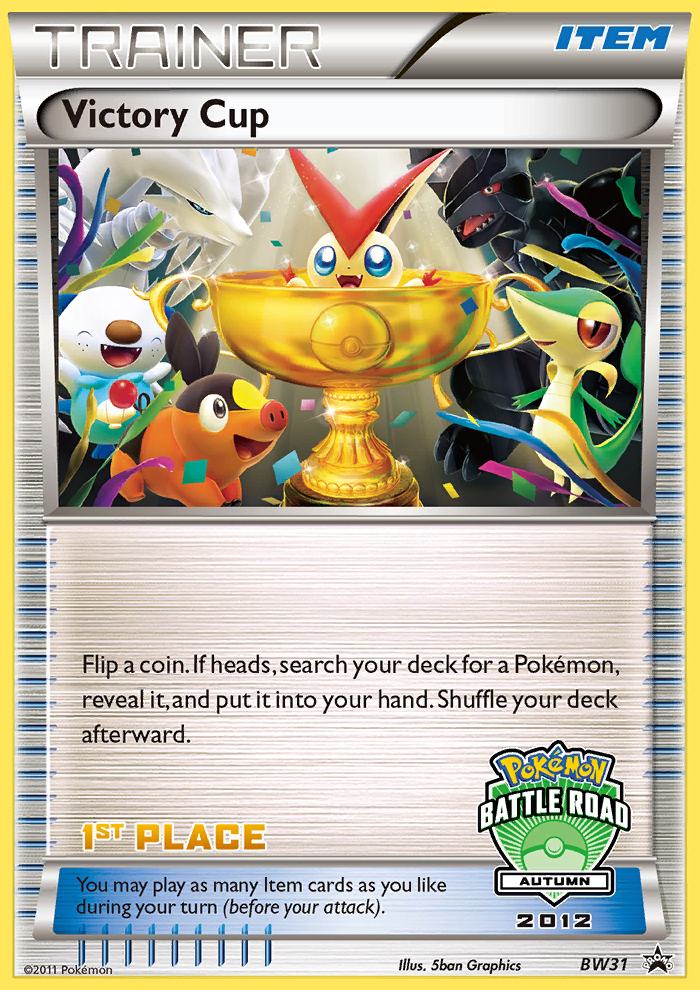 TRAINER
ITEM
Victory Cup
Flip a coin. If heads, search your deck for a Pokémon,
reveal it, and put it into your hand. Shuffle your deck
afterward.
1ST PLACE
POKéMON
BATTLE ROAD
AUTUMN
2012
You may play as many Item cards as you like
during your turn (before your attack).
©2011 Pokémon
Illus. 5ban Graphics
BW31
PROMO